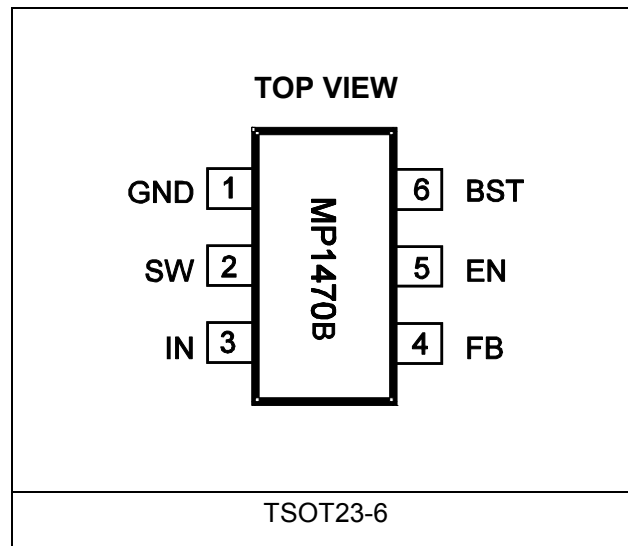 TOP VIEW
GND 1 6 BST
SW 2 5 EN
IN 3 4 FB
MP1470B
TSOT23-6